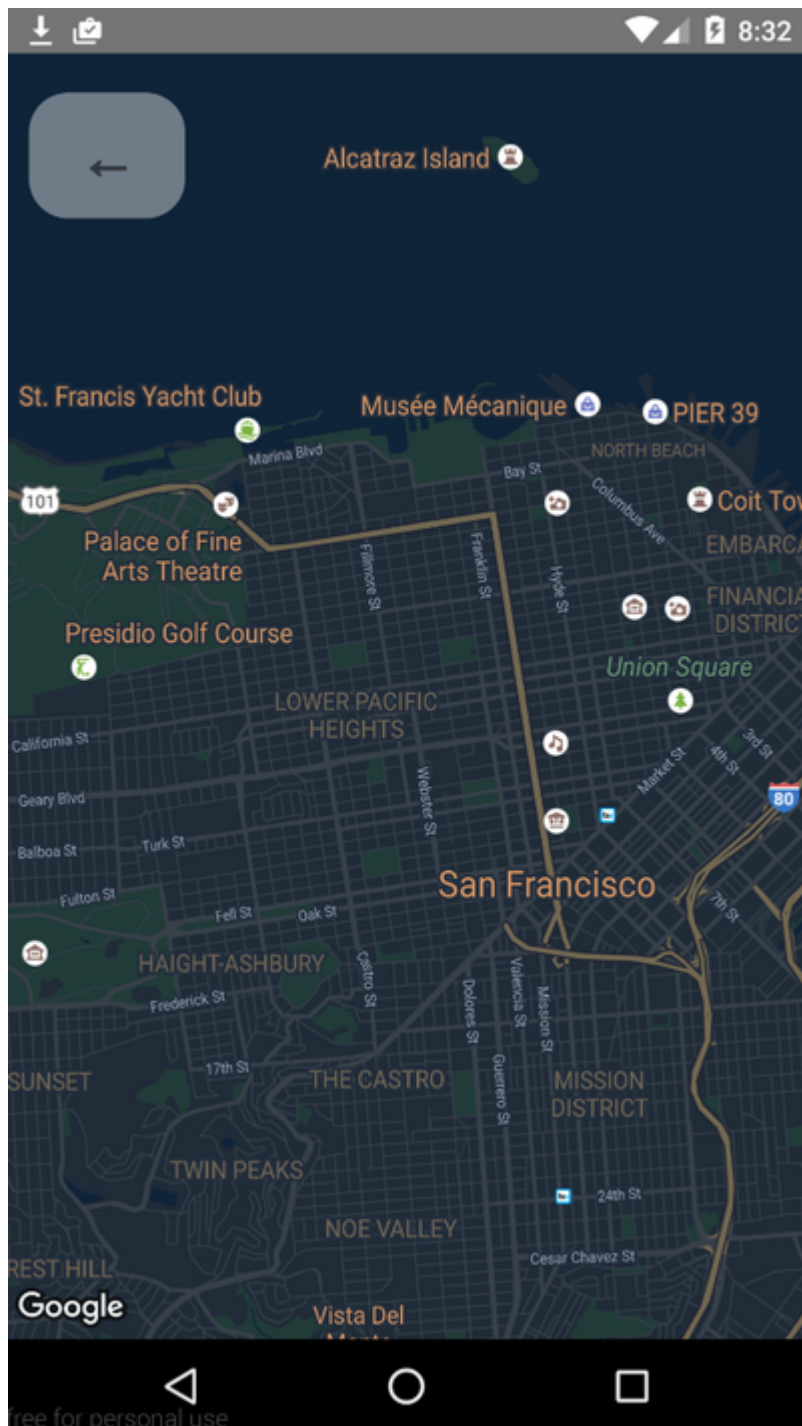 8:32
←
Alcatraz Island
St. Francis Yacht Club
Musée Mécanique
PIER 39
Marina Blvd
NORTH BEACH
Bay St
101
Columbus Ave
Coit Tov
Palace of Fine
Arts Theatre
EMBARCA
Fillmore St
Franklin St
Hyde St
FINANCIA
DISTRICT
Presidio Golf Course
Union Square
LOWER PACIFIC
HEIGHTS
California St
3rd St
4th St
Market St
Geary Blvd
Webster St
80
Balboa St
Turk St
San Francisco
Fulton St
Fell St
Oak St
7th St
HAIGHT-ASHBURY
Castro St
Valencia St
Mission St
Dolores St
Frederick St
17th St
SUNSET
THE CASTRO
Guerrero St
MISSION
DISTRICT
TWIN PEAKS
24th St
NOE VALLEY
Cesar Chavez St
REST HILL
Google
Vista Del
Monte
free for personal use